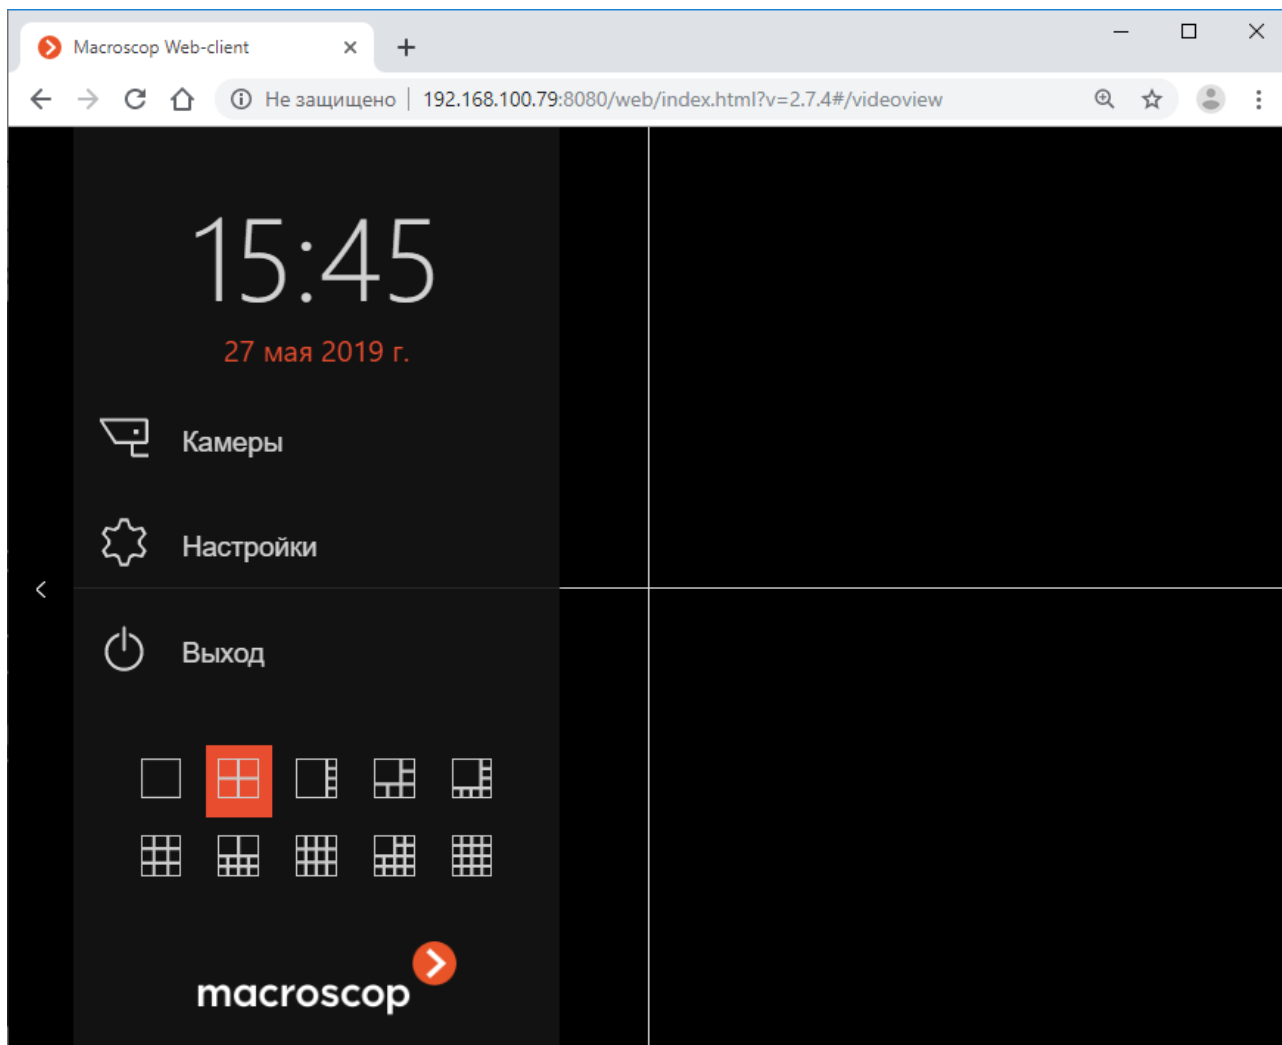 Macroscop Web-client
Не защищено | 192.168.100.79:8080/web/index.html?v=2.7.4#/videoview
15:45
27 мая 2019 г.
Камеры
Настройки
Выход
macroscop